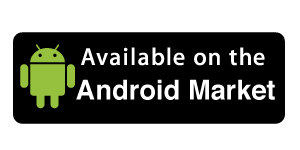 Available on the
Android Market